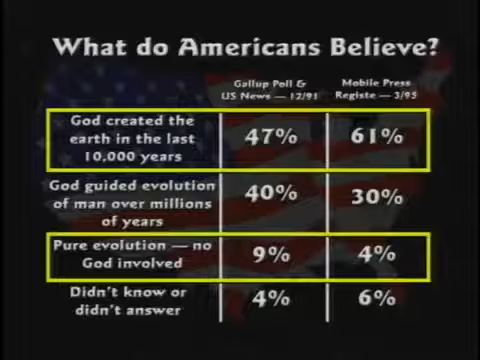 What do Americans Believe?
Gallup Poll &
US News — 12/91
Mobile Press
Registe — 3/95
God created the
earth in the last
10,000 years
47%
61%
God guided evolution
of man over millions
of years
40%
30%
Pure evolution — no
God involved
9%
4%
Didn't know or
didn't answer
4%
6%